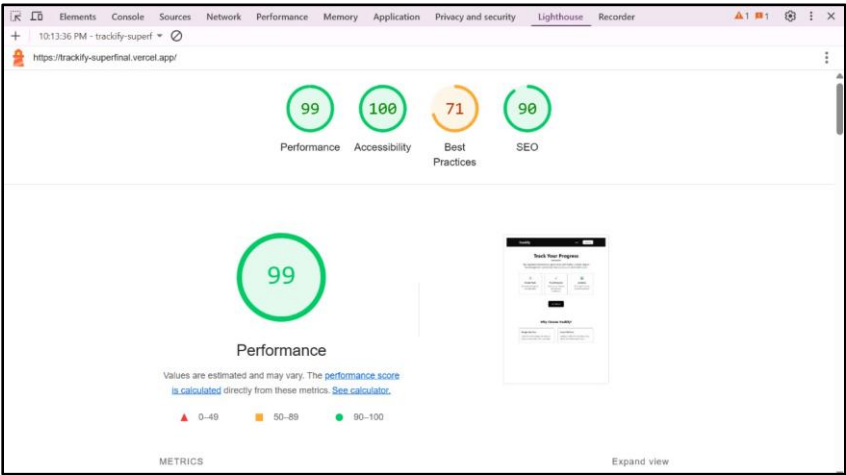 Elements Console Sources Network Performance Memory Application Privacy and security Lighthouse Recorder 1 1
10:13:36 PM - trackify-superf
https://trackify-superfinal.vercel.app/
99 100 71 90
Performance Accessibility Best Practices SEO
99
Performance
Values are estimated and may vary. The performance score
is calculated directly from these metrics. See calculator.
0–49 50–89 90–100
Track Your Progress
METRICS Expand view